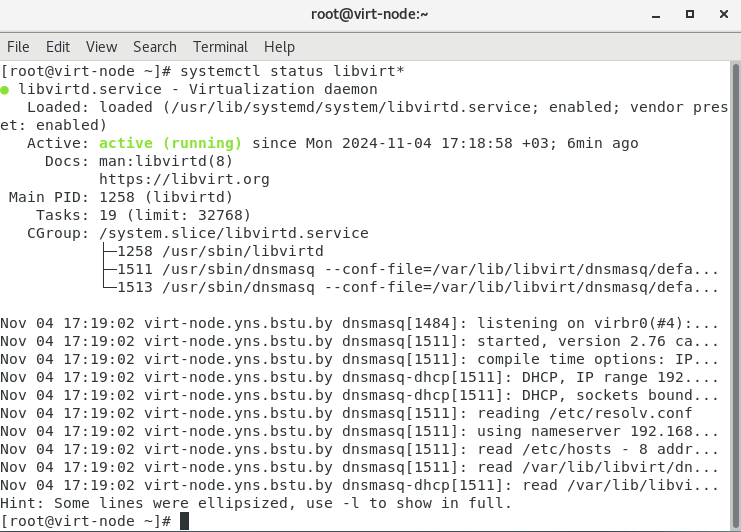 root@virt-node:~
File Edit View Search Terminal Help
[root@virt-node ~]# systemctl status libvirt*
● libvirtd.service - Virtualization daemon
   Loaded: loaded (/usr/lib/systemd/system/libvirtd.service; enabled; vendor pres
et: enabled)
   Active: active (running) since Mon 2024-11-04 17:18:58 +03; 6min ago
     Docs: man:libvirtd(8)
           https://libvirt.org
 Main PID: 1258 (libvirtd)
    Tasks: 19 (limit: 32768)
   CGroup: /system.slice/libvirtd.service
           ├─1258 /usr/sbin/libvirtd
           ├─1511 /usr/sbin/dnsmasq --conf-file=/var/lib/libvirt/dnsmasq/defa...
           └─1513 /usr/sbin/dnsmasq --conf-file=/var/lib/libvirt/dnsmasq/defa...

Nov 04 17:19:02 virt-node.yns.bstu.by dnsmasq[1484]: listening on virbr0(#4):...
Nov 04 17:19:02 virt-node.yns.bstu.by dnsmasq[1511]: started, version 2.76 ca...
Nov 04 17:19:02 virt-node.yns.bstu.by dnsmasq[1511]: compile time options: IP...
Nov 04 17:19:02 virt-node.yns.bstu.by dnsmasq-dhcp[1511]: DHCP, IP range 192....
Nov 04 17:19:02 virt-node.yns.bstu.by dnsmasq-dhcp[1511]: DHCP, sockets bound...
Nov 04 17:19:02 virt-node.yns.bstu.by dnsmasq[1511]: reading /etc/resolv.conf
Nov 04 17:19:02 virt-node.yns.bstu.by dnsmasq[1511]: using nameserver 192.168...
Nov 04 17:19:02 virt-node.yns.bstu.by dnsmasq[1511]: read /etc/hosts - 8 addr...
Nov 04 17:19:02 virt-node.yns.bstu.by dnsmasq[1511]: read /var/lib/libvirt/dn...
Nov 04 17:19:02 virt-node.yns.bstu.by dnsmasq-dhcp[1511]: read /var/lib/libvi...
Hint: Some lines were ellipsized, use -l to show in full.
[root@virt-node ~]#